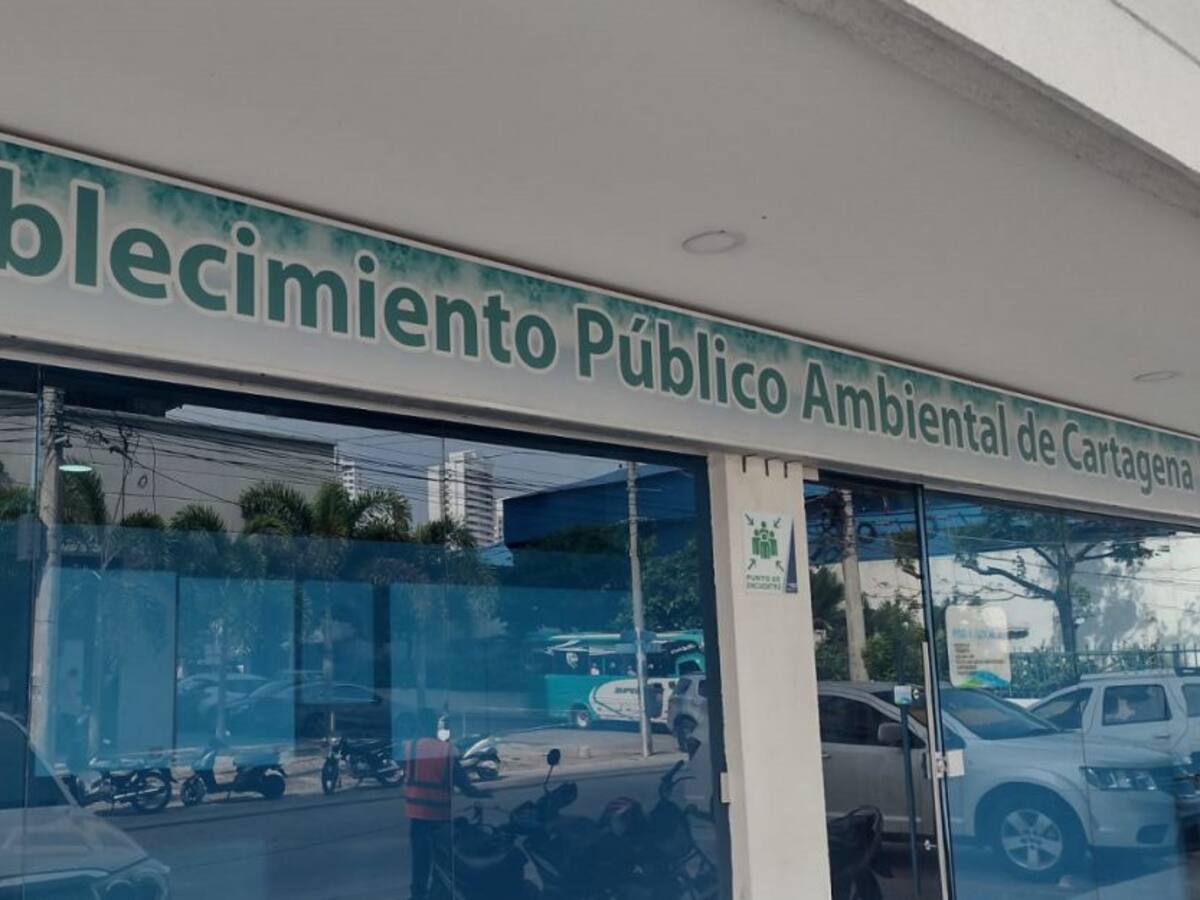 blecimiento Público Ambiental de Cartagena
PUNTO DE
ENCUENTRO